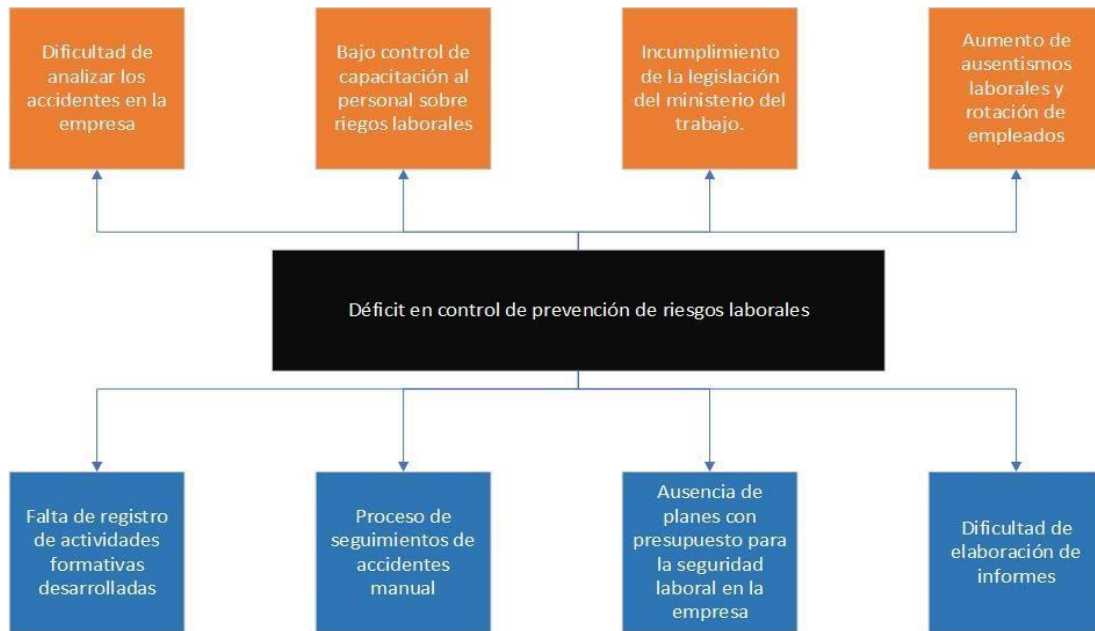 Dificultad de
analizar los
accidentes en la
empresa
Bajo control de
capacitación al
personal sobre
riegos laborales
Incumplimiento
de la legislación
del ministerio del
trabajo.
Aumento de
ausentismos
laborales y
rotación de
empleados
Déficit en control de prevención de riesgos laborales
Falta de registro
de actividades
formativas
desarrolladas
Proceso de
seguimientos de
accidentes
manual
Ausencia de
planes con
presupuesto para
la seguridad
laboral en la
empresa
Dificultad de
elaboración de
informes